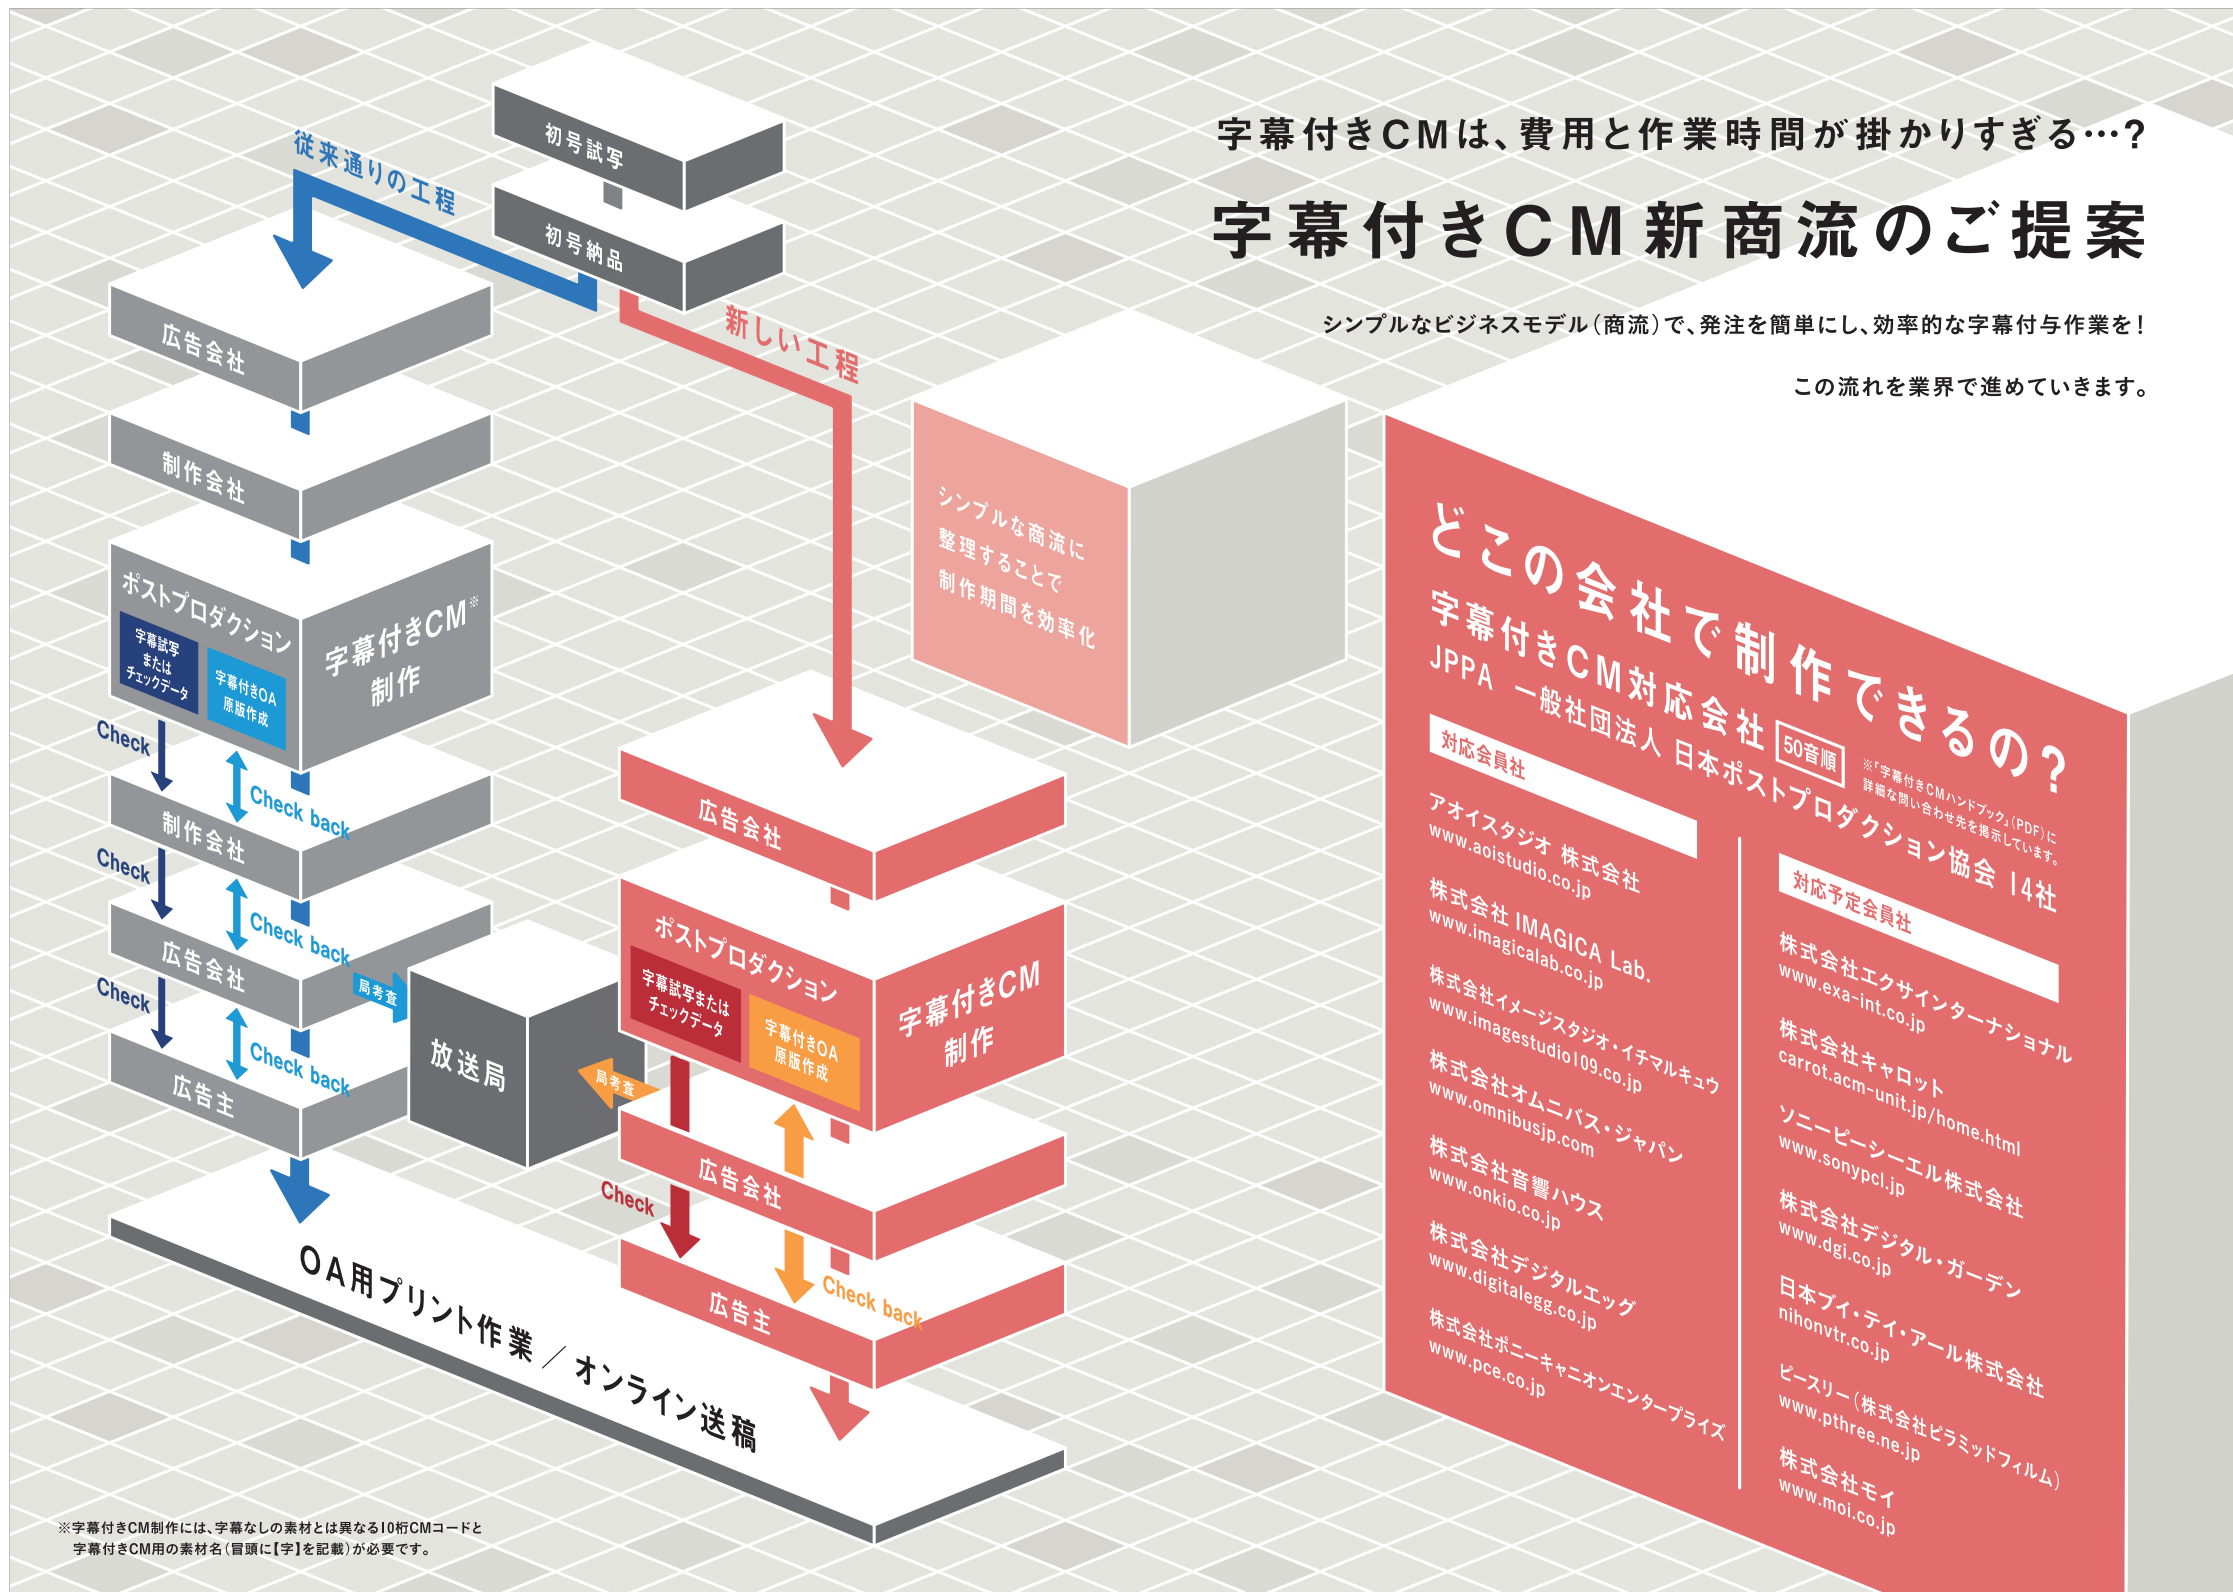 字幕付きCMは、費用と作業時間が掛かりすぎる…?
字幕付きCM新商流のご提案
シンプルなビジネスモデル（商流）で、発注を簡単にし、効率的な字幕付与作業を！
この流れを業界で進めていきます。
初号試写
初号納品
従来通りの工程
新しい工程
広告会社
制作会社
ポストプロダクション
字幕試写
または
チェックデータ
字幕付きOA
原版作成
字幕付きCM※
制作
Check
Check back
制作会社
Check
Check back
広告会社
局考査
Check
Check back
広告主
放送局
広告会社
ポストプロダクション
字幕試写または
チェックデータ
字幕付きOA
原版作成
字幕付きCM
制作
局考査
広告会社
Check
Check back
広告主
OA用プリント作業／オンライン送稿
※字幕付きCM制作には、字幕なしの素材とは異なる10桁CMコードと
字幕付きCM用の素材名（冒頭に【字】を記載）が必要です。
シンプルな商流に
整理することで
制作期間を効率化
どこの会社で制作できるの？
字幕付きCM対応会社 50音順
※「字幕付きCMハンドブック」（PDF）に
詳細な問い合わせ先を掲示しています。
JPPA 一般社団法人 日本ポストプロダクション協会 14社
対応会員社
アオイスタジオ 株式会社
www.aoistudio.co.jp
株式会社 IMAGICA Lab.
www.imagicalab.co.jp
株式会社イメージスタジオ・イチマルキュウ
www.imagestudio109.co.jp
株式会社オムニバス・ジャパン
www.omnibusjp.com
株式会社音響ハウス
www.onkio.co.jp
株式会社デジタルエッグ
www.digitalegg.co.jp
株式会社ポニーキャニオンエンタープライズ
www.pce.co.jp
対応予定会員社
株式会社エクサインターナショナル
www.exa-int.co.jp
株式会社キャロット
carrot.acm-unit.jp/home.html
ソニーピーシーエル株式会社
www.sonypcl.jp
株式会社デジタル・ガーデン
www.dgi.co.jp
日本ブイ・ティ・アール株式会社
nihonvtr.co.jp
ピースリー（株式会社ピラミッドフィルム）
www.pthree.ne.jp
株式会社モイ
www.moi.co.jp